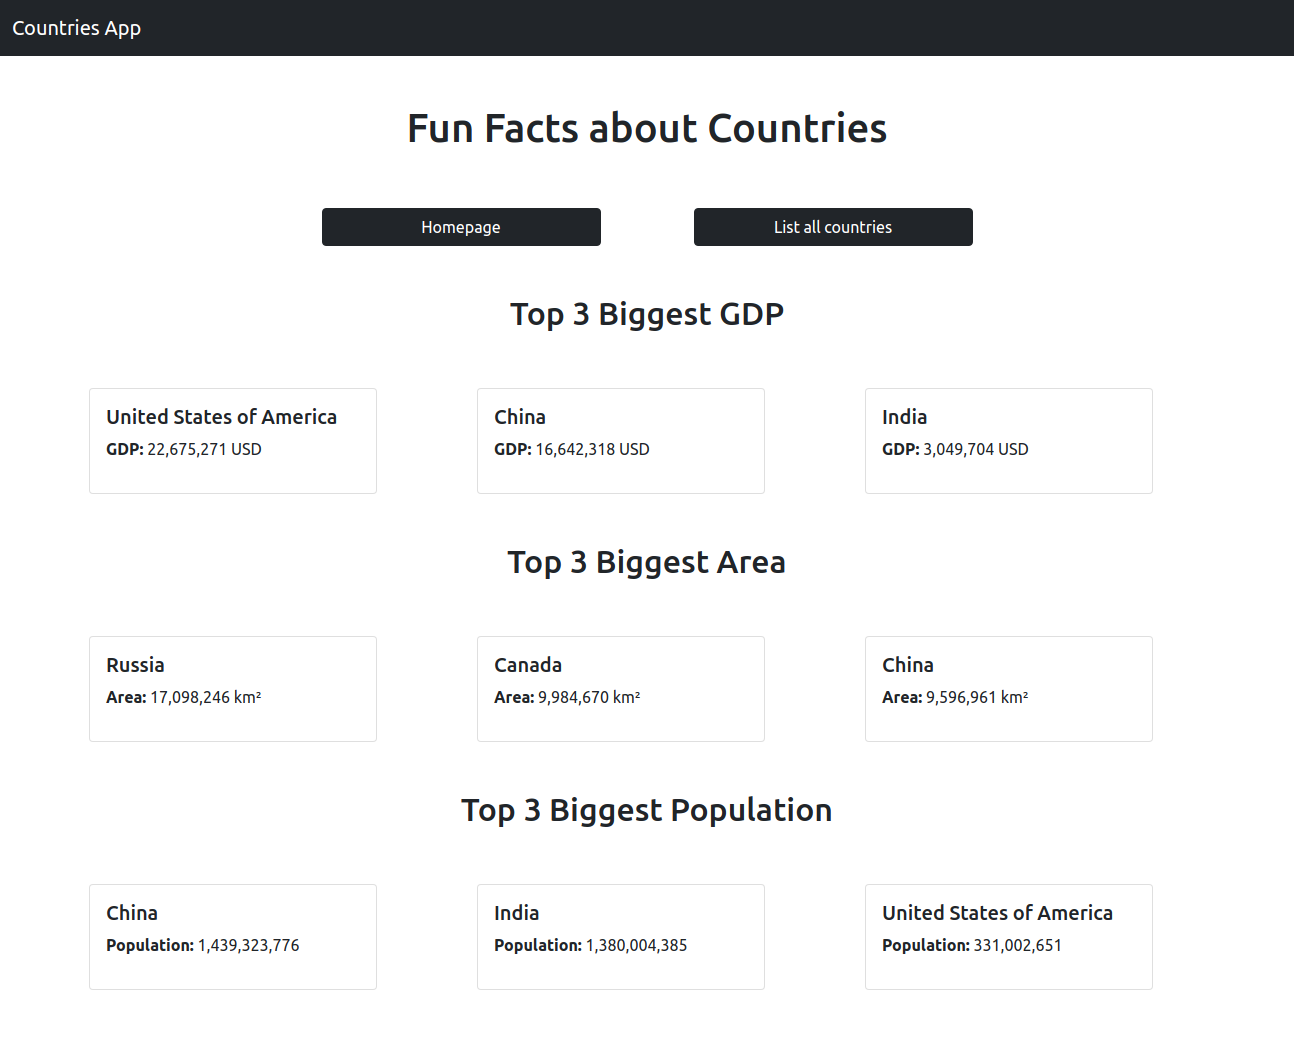 Countries App
Fun Facts about Countries
Homepage
List all countries
Top 3 Biggest GDP
United States of America
GDP: 22,675,271 USD
China
GDP: 16,642,318 USD
India
GDP: 3,049,704 USD
Top 3 Biggest Area
Russia
Area: 17,098,246 km²
Canada
Area: 9,984,670 km²
China
Area: 9,596,961 km²
Top 3 Biggest Population
China
Population: 1,439,323,776
India
Population: 1,380,004,385
United States of America
Population: 331,002,651